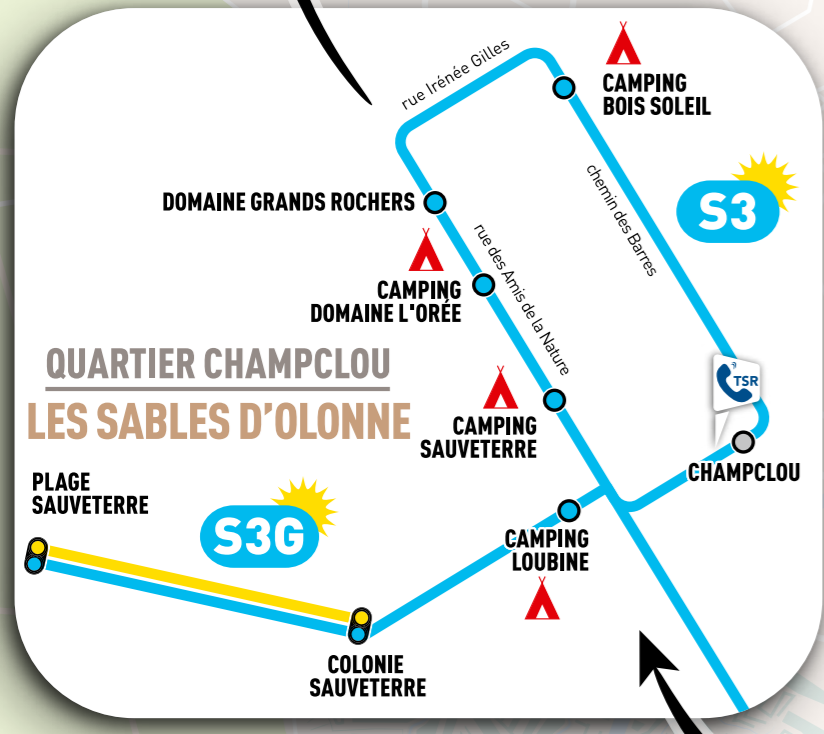 rue Irénée Gilles
CAMPING
BOIS SOLEIL
chemin des Barres
S3
DOMAINE GRANDS ROCHERS
rue des Amis de la Nature
CAMPING
DOMAINE L'ORÉE
QUARTIER CHAMPCLOU
LES SABLES D'OLONNE
TSR
CAMPING
SAUVETERRE
CHAMPCLOU
PLAGE
SAUVETERRE
S3G
CAMPING
LOUBINE
COLONIE
SAUVETERRE